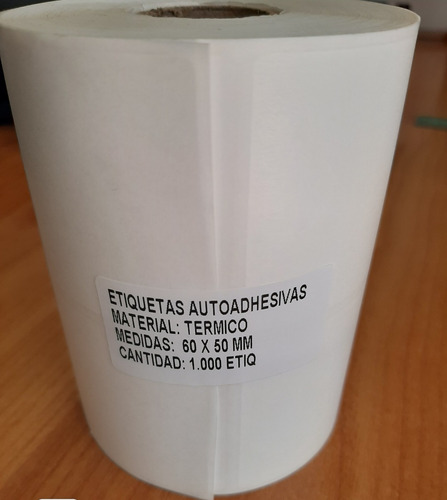 ETIQUETAS AUTOADHESIVAS
MATERIAL: TERMICO
MEDIDAS: 60 X 50 MM
CANTIDAD: 1.000 ETIQ